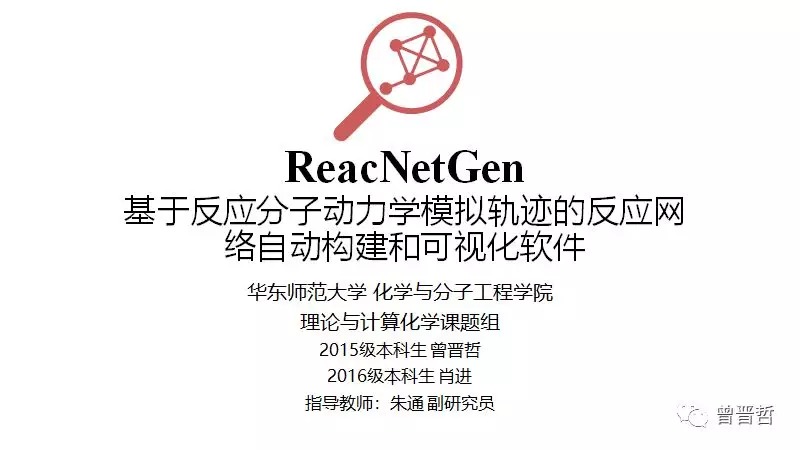 ReacNetGen
基于反应分子动力学模拟轨迹的反应网
络自动构建和可视化软件
华东师范大学 化学与分子工程学院
理论与计算化学课题组
2015级本科生 曾晋哲
2016级本科生 肖进
指导教师：朱通 副研究员
曾晋哲